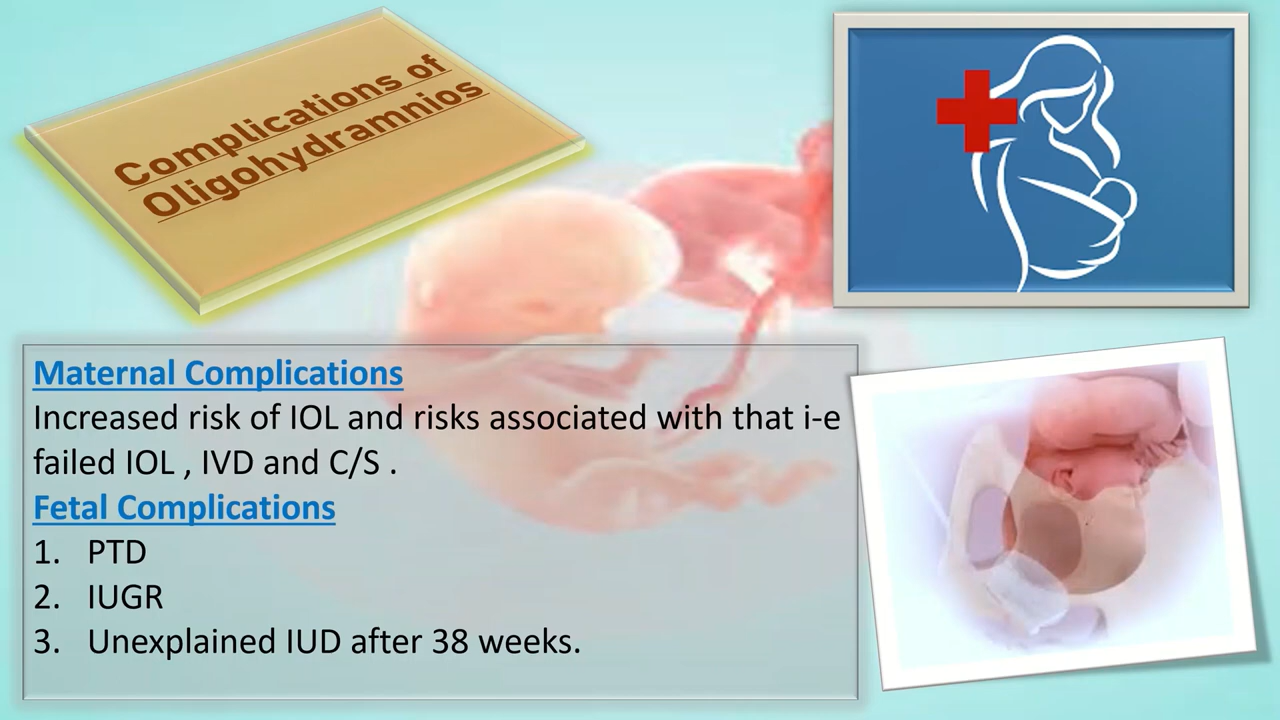 Complications of
Oligohydramnios
Maternal Complications
Increased risk of IOL and risks associated with that i-e
failed IOL , IVD and C/S .
Fetal Complications
1. PTD
2. IUGR
3. Unexplained IUD after 38 weeks.